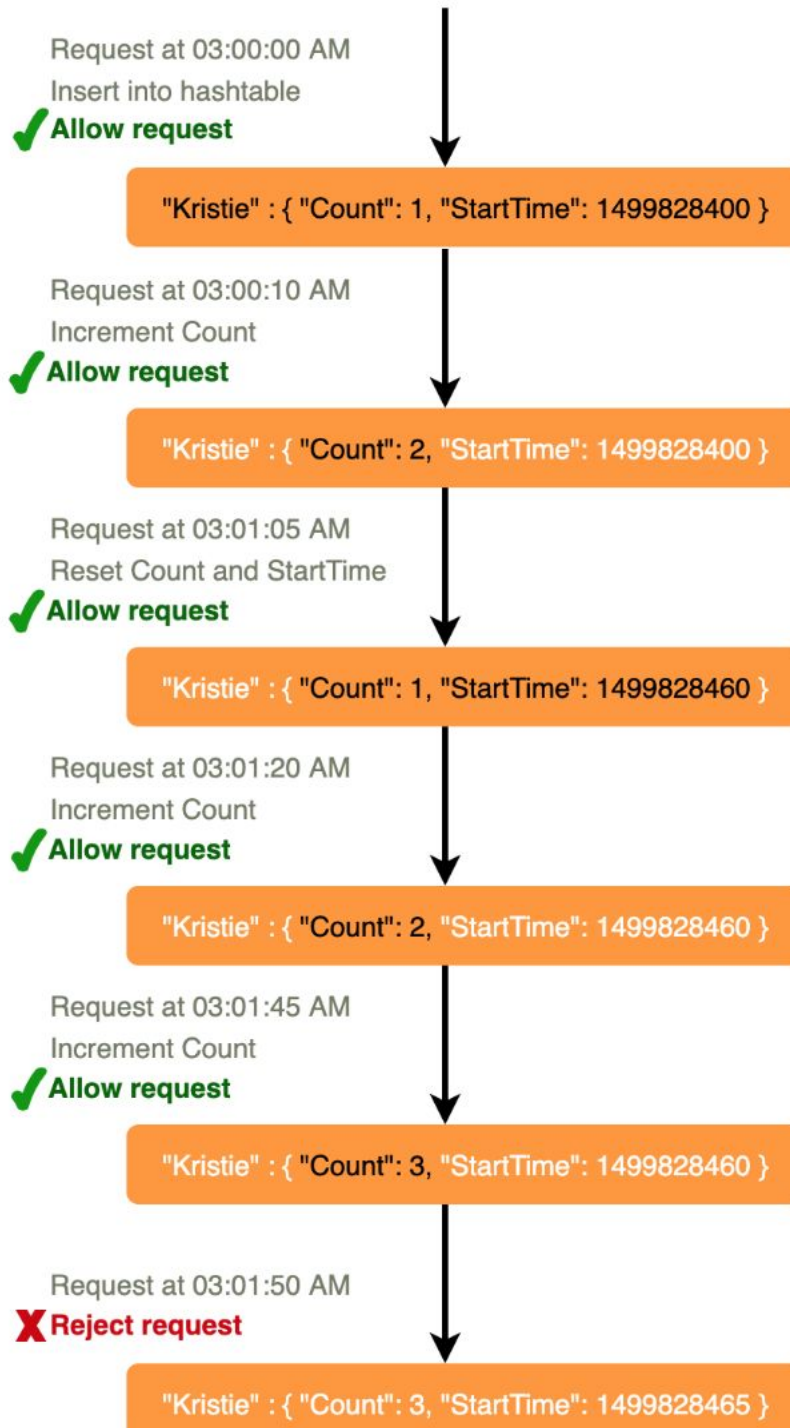 Request at 03:00:00 AM
Insert into hashtable
Allow request
"Kristie" : { "Count": 1, "StartTime": 1499828400 }
Request at 03:00:10 AM
Increment Count
Allow request
"Kristie" : { "Count": 2, "StartTime": 1499828400 }
Request at 03:01:05 AM
Reset Count and StartTime
Allow request
"Kristie" : { "Count": 1, "StartTime": 1499828460 }
Request at 03:01:20 AM
Increment Count
Allow request
"Kristie" : { "Count": 2, "StartTime": 1499828460 }
Request at 03:01:45 AM
Increment Count
Allow request
"Kristie" : { "Count": 3, "StartTime": 1499828460 }
Request at 03:01:50 AM
Reject request
"Kristie" : { "Count": 3, "StartTime": 1499828465 }